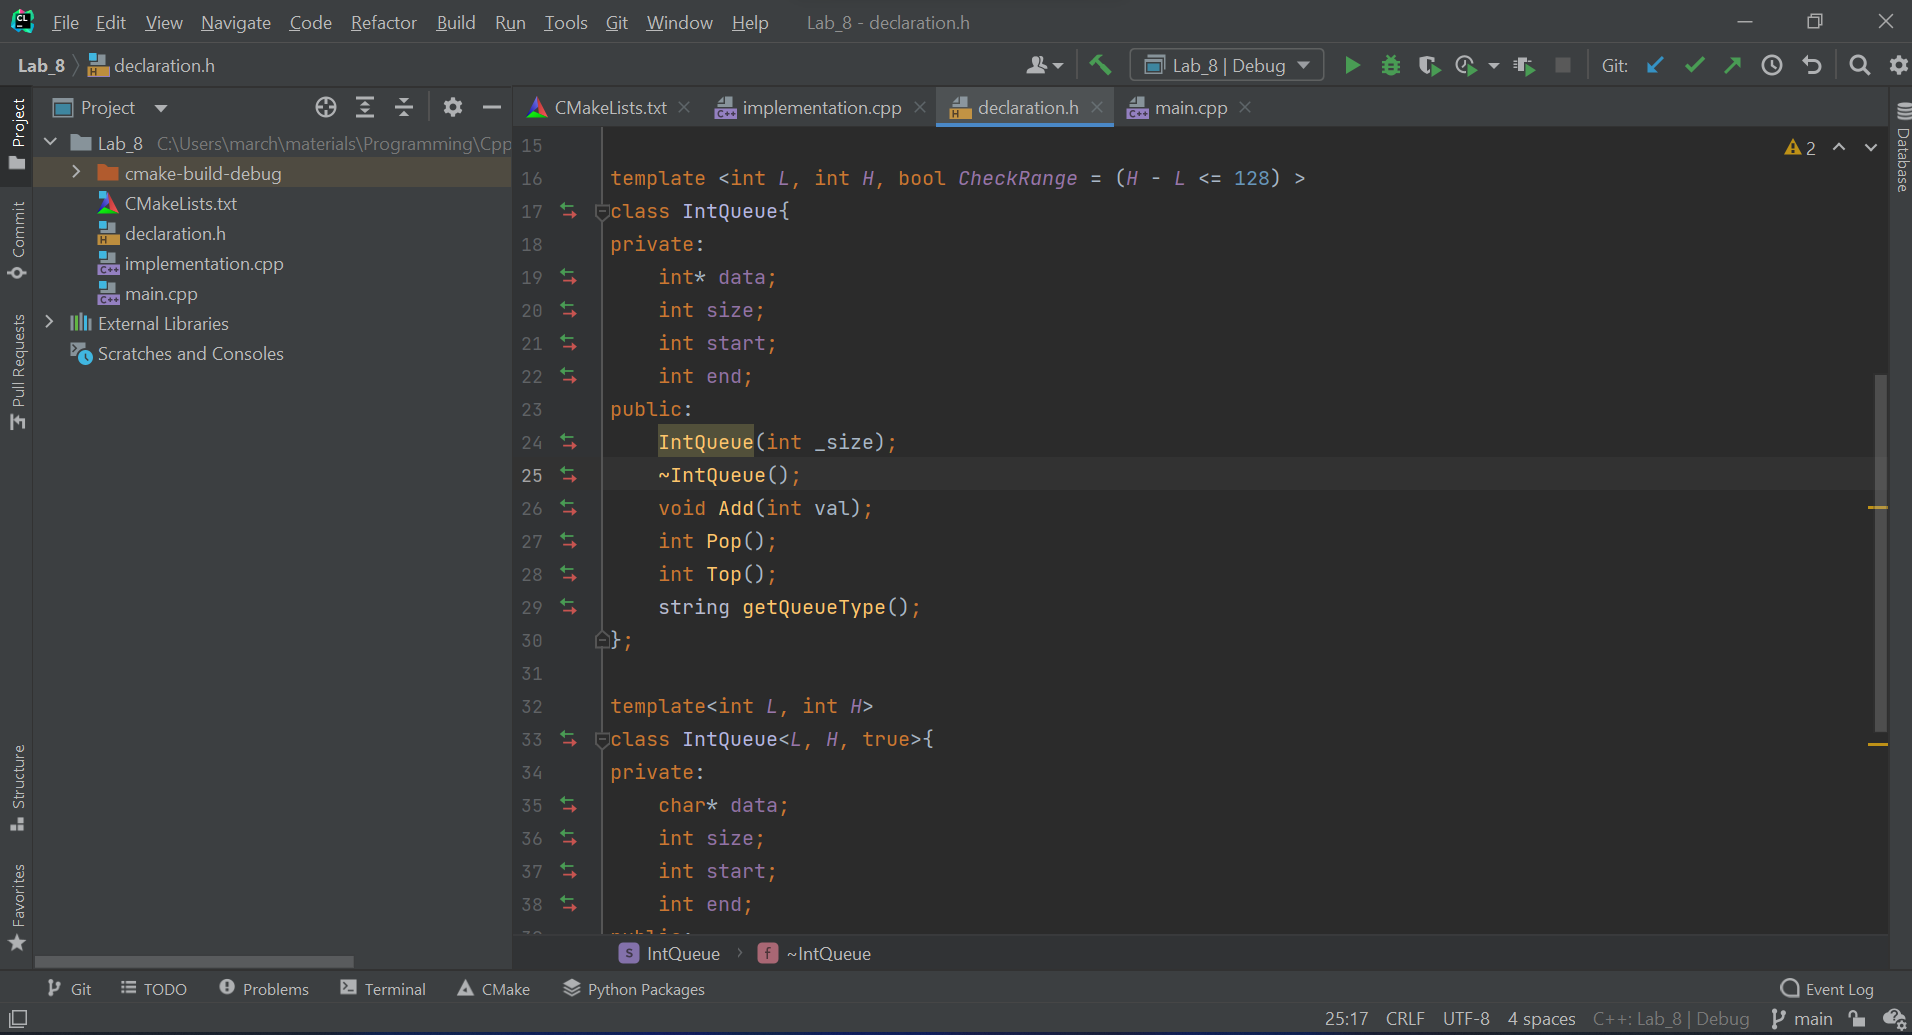 File Edit View Navigate Code Refactor Build Run Tools Git Window Help Lab_8 - declaration.h
Lab_8 declaration.h Lab_8 | Debug Git:
Project
CMakeLists.txt implementation.cpp declaration.h main.cpp
Lab_8 C:\Users\march\materials\Programming\Cpp
cmake-build-debug
CMakeLists.txt
declaration.h
implementation.cpp
main.cpp
External Libraries
Scratches and Consoles
Project
Commit
Pull Requests
Structure
Favorites
Database
2
15
16 template <int L, int H, bool CheckRange = (H - L <= 128) >
17 class IntQueue{
18 private:
19     int* data;
20     int size;
21     int start;
22     int end;
23 public:
24     IntQueue(int _size);
25     ~IntQueue();
26     void Add(int val);
27     int Pop();
28     int Top();
29     string getQueueType();
30 };
31
32 template<int L, int H>
33 class IntQueue<L, H, true>{
34 private:
35     char* data;
36     int size;
37     int start;
38     int end;
IntQueue ~IntQueue
Git TODO Problems Terminal CMake Python Packages Event Log
25:17 CRLF UTF-8 4 spaces C++: Lab_8 | Debug main